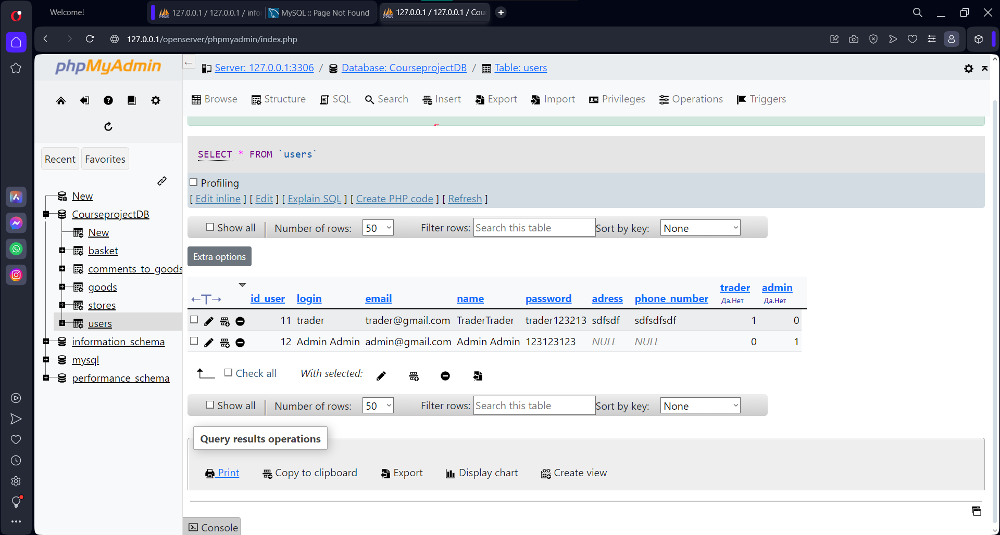 Welcome!
127.0.0.1 / 127.0.0.1 / info
MySQL :: Page Not Found
127.0.0.1 / 127.0.0.1 / Cou
127.0.0.1/openserver/phpmyadmin/index.php
phpMyAdmin
Recent Favorites
New
CourseprojectDB
New
basket
comments_to_goods
goods
stores
users
information_schema
mysql
performance_schema
Server: 127.0.0.1:3306 / Database: CourseprojectDB / Table: users
Browse Structure SQL Search Insert Export Import Privileges Operations Triggers
SELECT * FROM `users`
Profiling
[ Edit inline ] [ Edit ] [ Explain SQL ] [ Create PHP code ] [ Refresh ]
Show all Number of rows: 50 Filter rows: Search this table Sort by key: None
Extra options
←T→ id_user login email name password adress phone_number trader Да.Нет admin Да.Нет
11 trader trader@gmail.com TraderTrader trader123213 sdfsdf sdfsdfsdf 1 0
12 Admin Admin admin@gmail.com Admin Admin 123123123 NULL NULL 0 1
Check all With selected:
Show all Number of rows: 50 Filter rows: Search this table Sort by key: None
Query results operations
Print Copy to clipboard Export Display chart Create view
Console